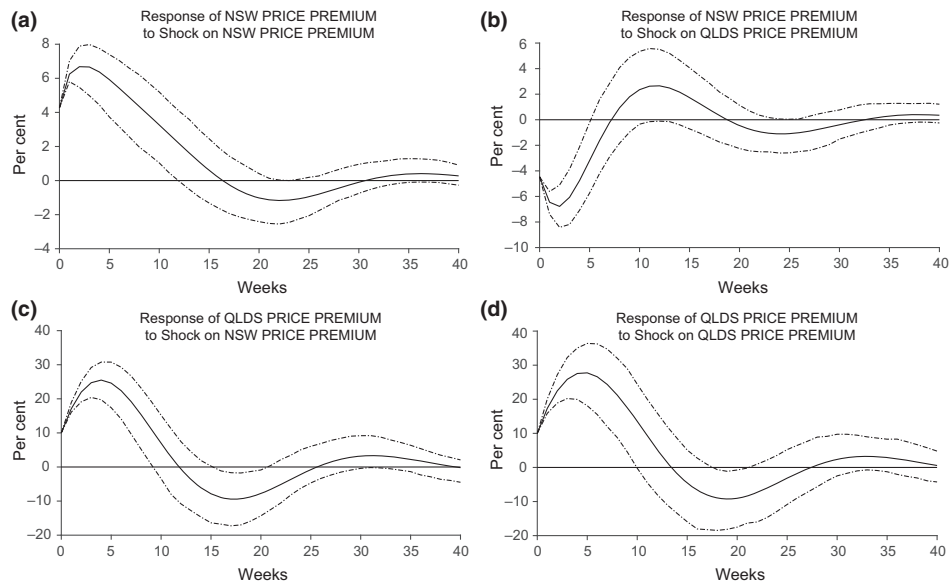 (a)
Response of NSW PRICE PREMIUM
to Shock on NSW PRICE PREMIUM
Per cent
8
6
4
2
0
–2
–4
0 5 10 15 20 25 30 35 40
Weeks
(b)
Response of NSW PRICE PREMIUM
to Shock on QLDS PRICE PREMIUM
Per cent
6
4
2
0
–2
–4
–6
–8
–10
0 5 10 15 20 25 30 35 40
Weeks
(c)
Response of QLDS PRICE PREMIUM
to Shock on NSW PRICE PREMIUM
Per cent
40
30
20
10
0
–10
–20
0 5 10 15 20 25 30 35 40
Weeks
(d)
Response of QLDS PRICE PREMIUM
to Shock on QLDS PRICE PREMIUM
Per cent
40
30
20
10
0
–10
–20
0 5 10 15 20 25 30 35 40
Weeks